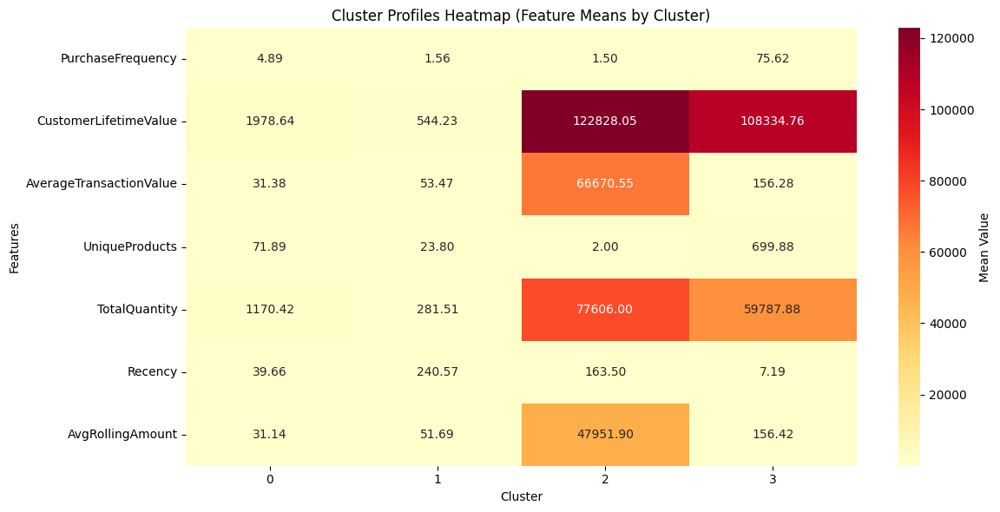 Cluster Profiles Heatmap (Feature Means by Cluster)
PurchaseFrequency 4.89 1.56 1.50 75.62
CustomerLifetimeValue 1978.64 544.23 122828.05 108334.76
AverageTransactionValue 31.38 53.47 66670.55 156.28
UniqueProducts 71.89 23.80 2.00 699.88
TotalQuantity 1170.42 281.51 77606.00 59787.88
Recency 39.66 240.57 163.50 7.19
AvgRollingAmount 31.14 51.69 47951.90 156.42
0 1 2 3
Cluster
Features
120000
100000
80000
60000
40000
20000
Mean Value